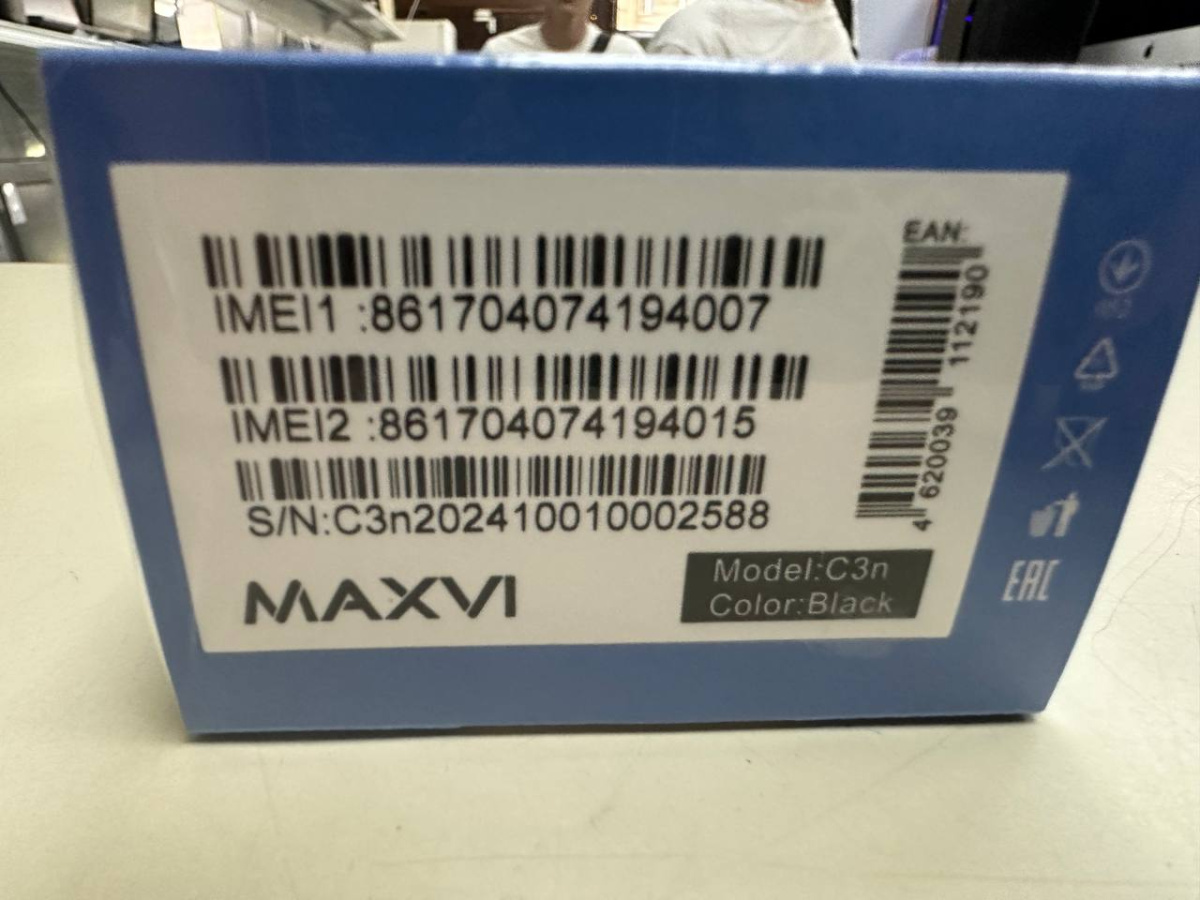 IMEI1 :861704074194007
IMEI2 :861704074194015
S/N:C3n202410010002588
MAXVI
Model:C3n
Color:Black
EAN:
4 620039 112190
EAC